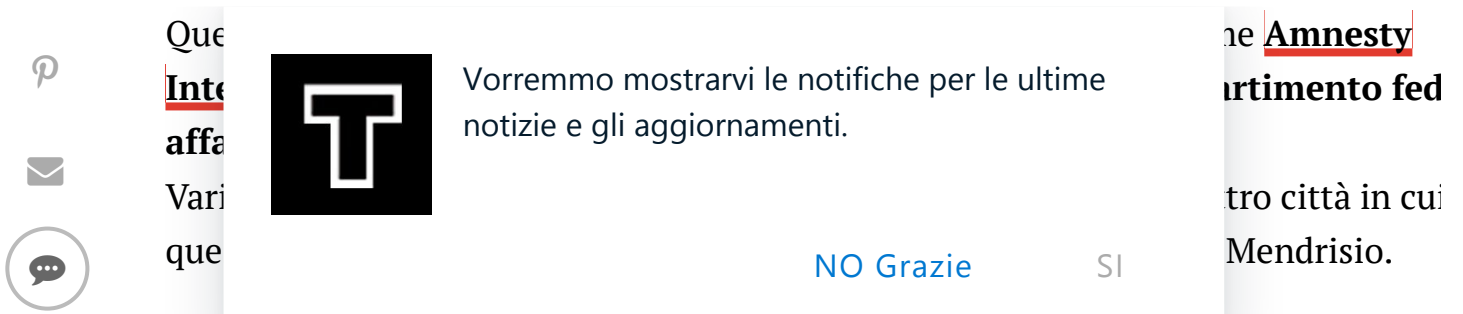 Que
ne Amnesty
Inte
artimento fed
affa
Vari
tro città in cui
que
Mendrisio.
T
Vorremmo mostrarvi le notifiche per le ultime
notizie e gli aggiornamenti.
NO Grazie
SI